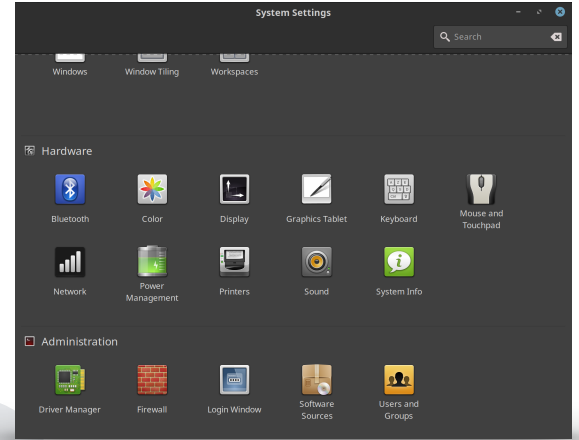 System Settings
Search
Windows
Window Tiling
Workspaces
Hardware
Bluetooth
Color
Display
Graphics Tablet
Keyboard
Mouse and
Touchpad
Network
Power
Management
Printers
Sound
System Info
Administration
Driver Manager
Firewall
Login Window
Software
Sources
Users and
Groups